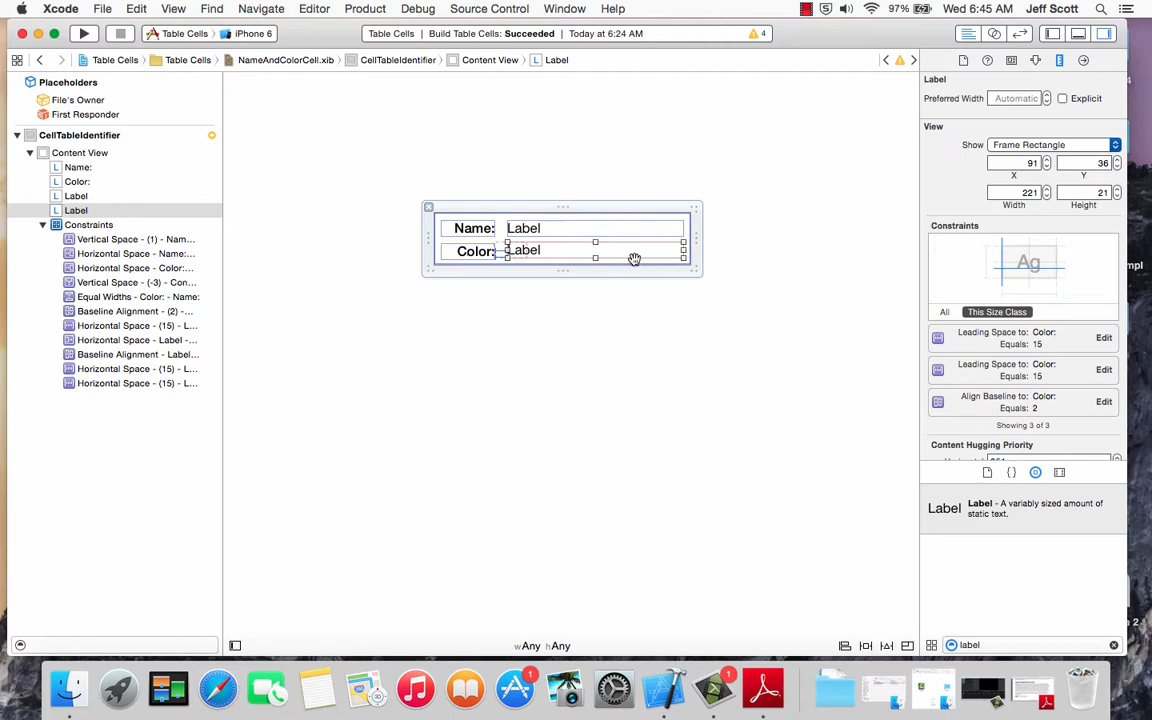 Xcode File Edit View Find Navigate Editor Product Debug Source Control Window Help 5 97% Wed 6:45 AM Jeff Scott
Table Cells iPhone 6 Table Cells | Build Table Cells: Succeeded | Today at 6:24 AM 4
Table Cells Table Cells NameAndColorCell.xib CellTableIdentifier Content View L Label
Placeholders
File's Owner
First Responder
CellTableIdentifier
Content View
L Name:
L Color:
L Label
L Label
Constraints
Vertical Space - (1) - Nam...
Horizontal Space - Name:...
Horizontal Space - Color:...
Vertical Space - (-3) - Con...
Equal Widths - Color: - Name:
Baseline Alignment - (2) -...
Horizontal Space - (15) - L...
Horizontal Space - Label -...
Baseline Alignment - Label...
Horizontal Space - (15) - L...
Horizontal Space - (15) - L...
Name: Label
Color: Label
wAny hAny
Label
Preferred Width Automatic Explicit
View
Show Frame Rectangle
91 36
X Y
221 21
Width Height
Constraints
Ag
All This Size Class
Leading Space to: Color:
Equals: 15 Edit
Leading Space to: Color:
Equals: 15 Edit
Align Baseline to: Color:
Equals: 2 Edit
Showing 3 of 3
Content Hugging Priority
Label Label - A variably sized amount of
static text.
label
1 1